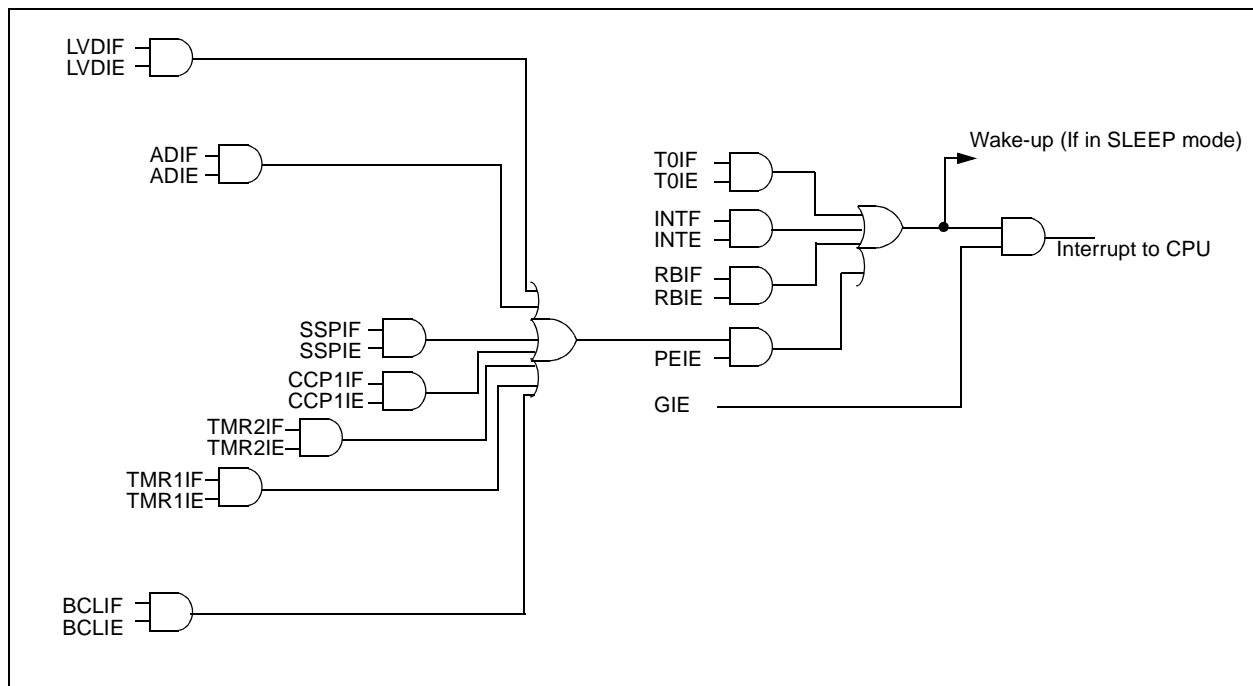 LVDIF
LVDIE
ADIF
ADIE
SSPIF
SSPIE
CCP1IF
CCP1IE
TMR2IF
TMR2IE
TMR1IF
TMR1IE
BCLIF
BCLIE
T0IF
T0IE
INTF
INTE
RBIF
RBIE
PEIE
GIE
Wake-up (If in SLEEP mode)
Interrupt to CPU